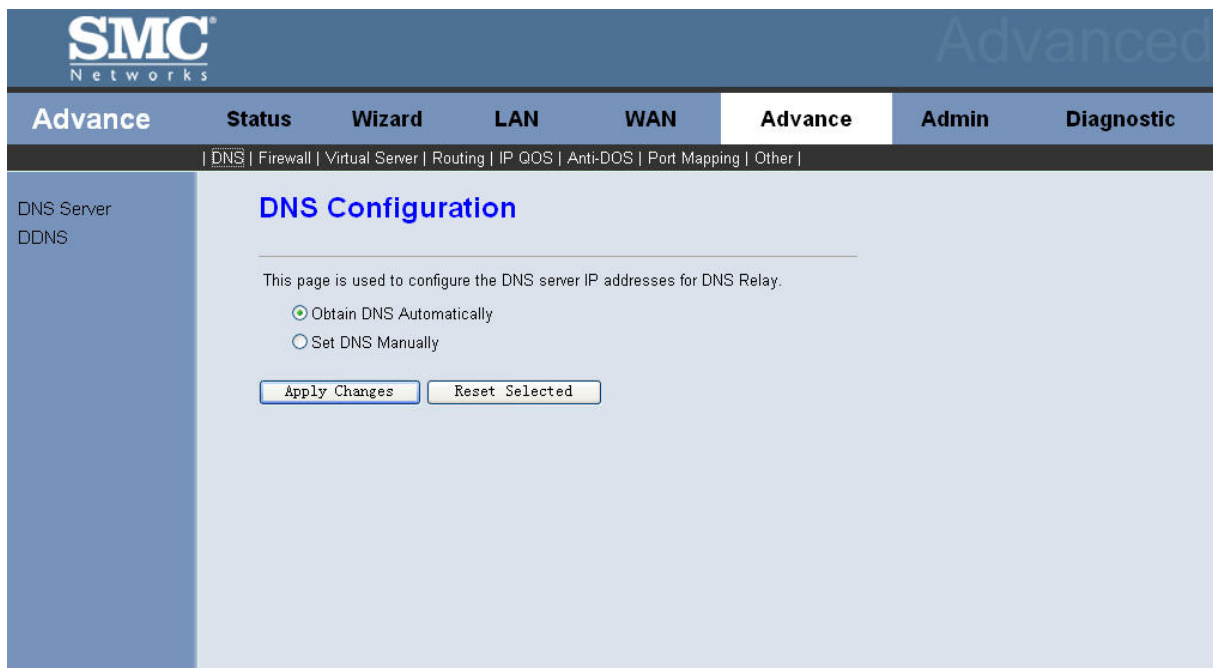 SMC®
Networks
Advanced
Advance Status Wizard LAN WAN Advance Admin Diagnostic
| DNS | Firewall | Virtual Server | Routing | IP QOS | Anti-DOS | Port Mapping | Other |
DNS Server
DDNS
DNS Configuration
This page is used to configure the DNS server IP addresses for DNS Relay.
Obtain DNS Automatically
Set DNS Manually
Apply Changes Reset Selected